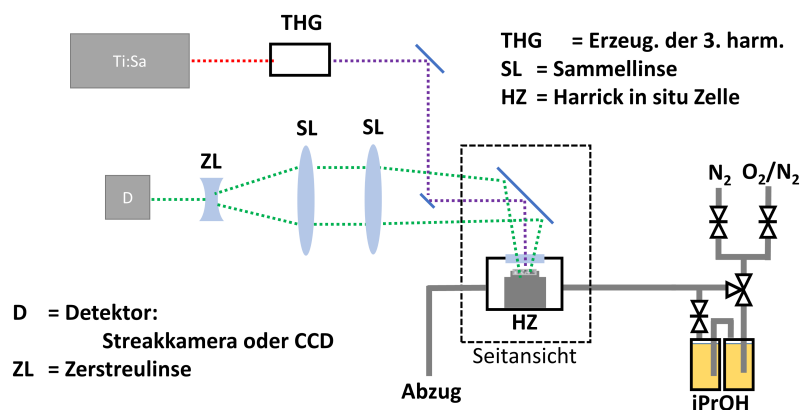 THG
Ti:Sa
THG = Erzeug. der 3. harm.
SL = Sammellinse
HZ = Harrick in situ Zelle
SL
SL
ZL
D
N₂
O₂/N₂
HZ
Seitansicht
D = Detektor:
Streakkamera oder CCD
ZL = Zerstreulinse
Abzug
iPrOH